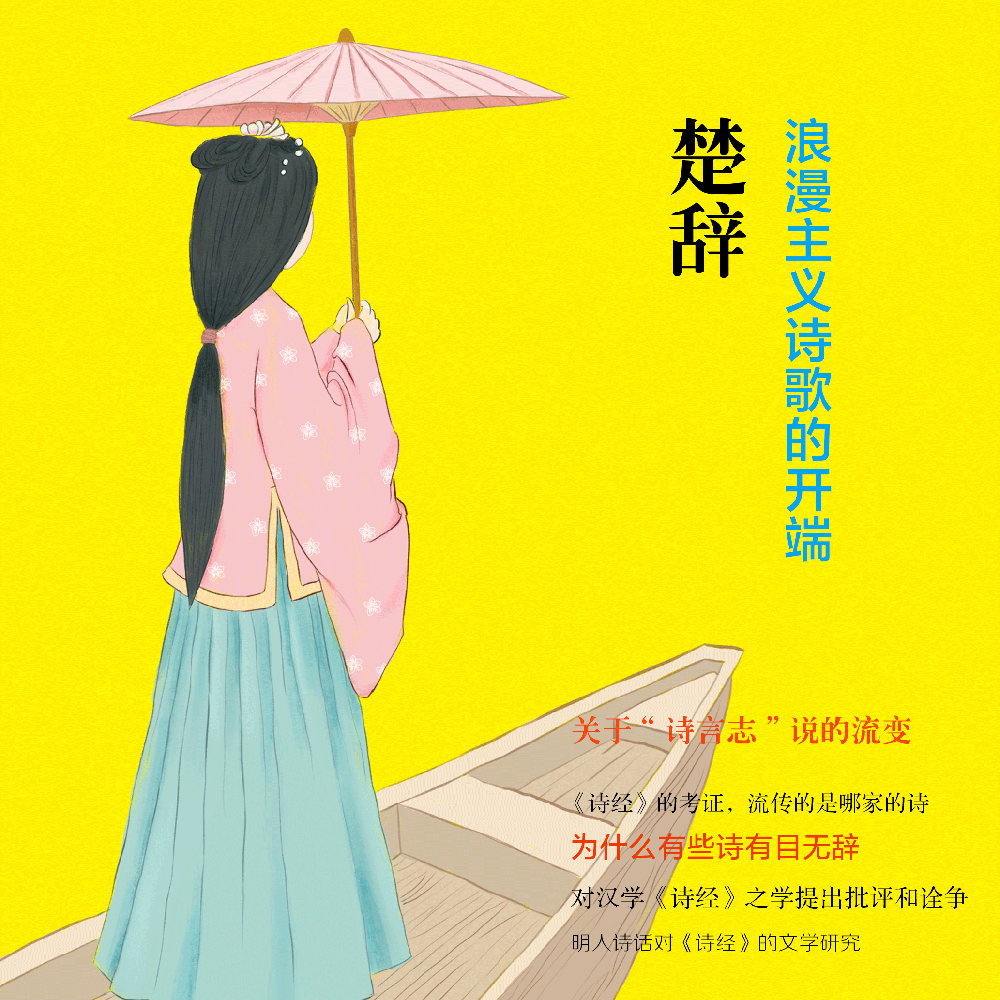 楚辞
浪漫主义诗歌的开端
关于“诗言志”说的流变
《诗经》的考证，流传的是哪家的诗
为什么有些诗有目无辞
对汉学《诗经》之学提出批评和诠争
明人诗话对《诗经》的文学研究